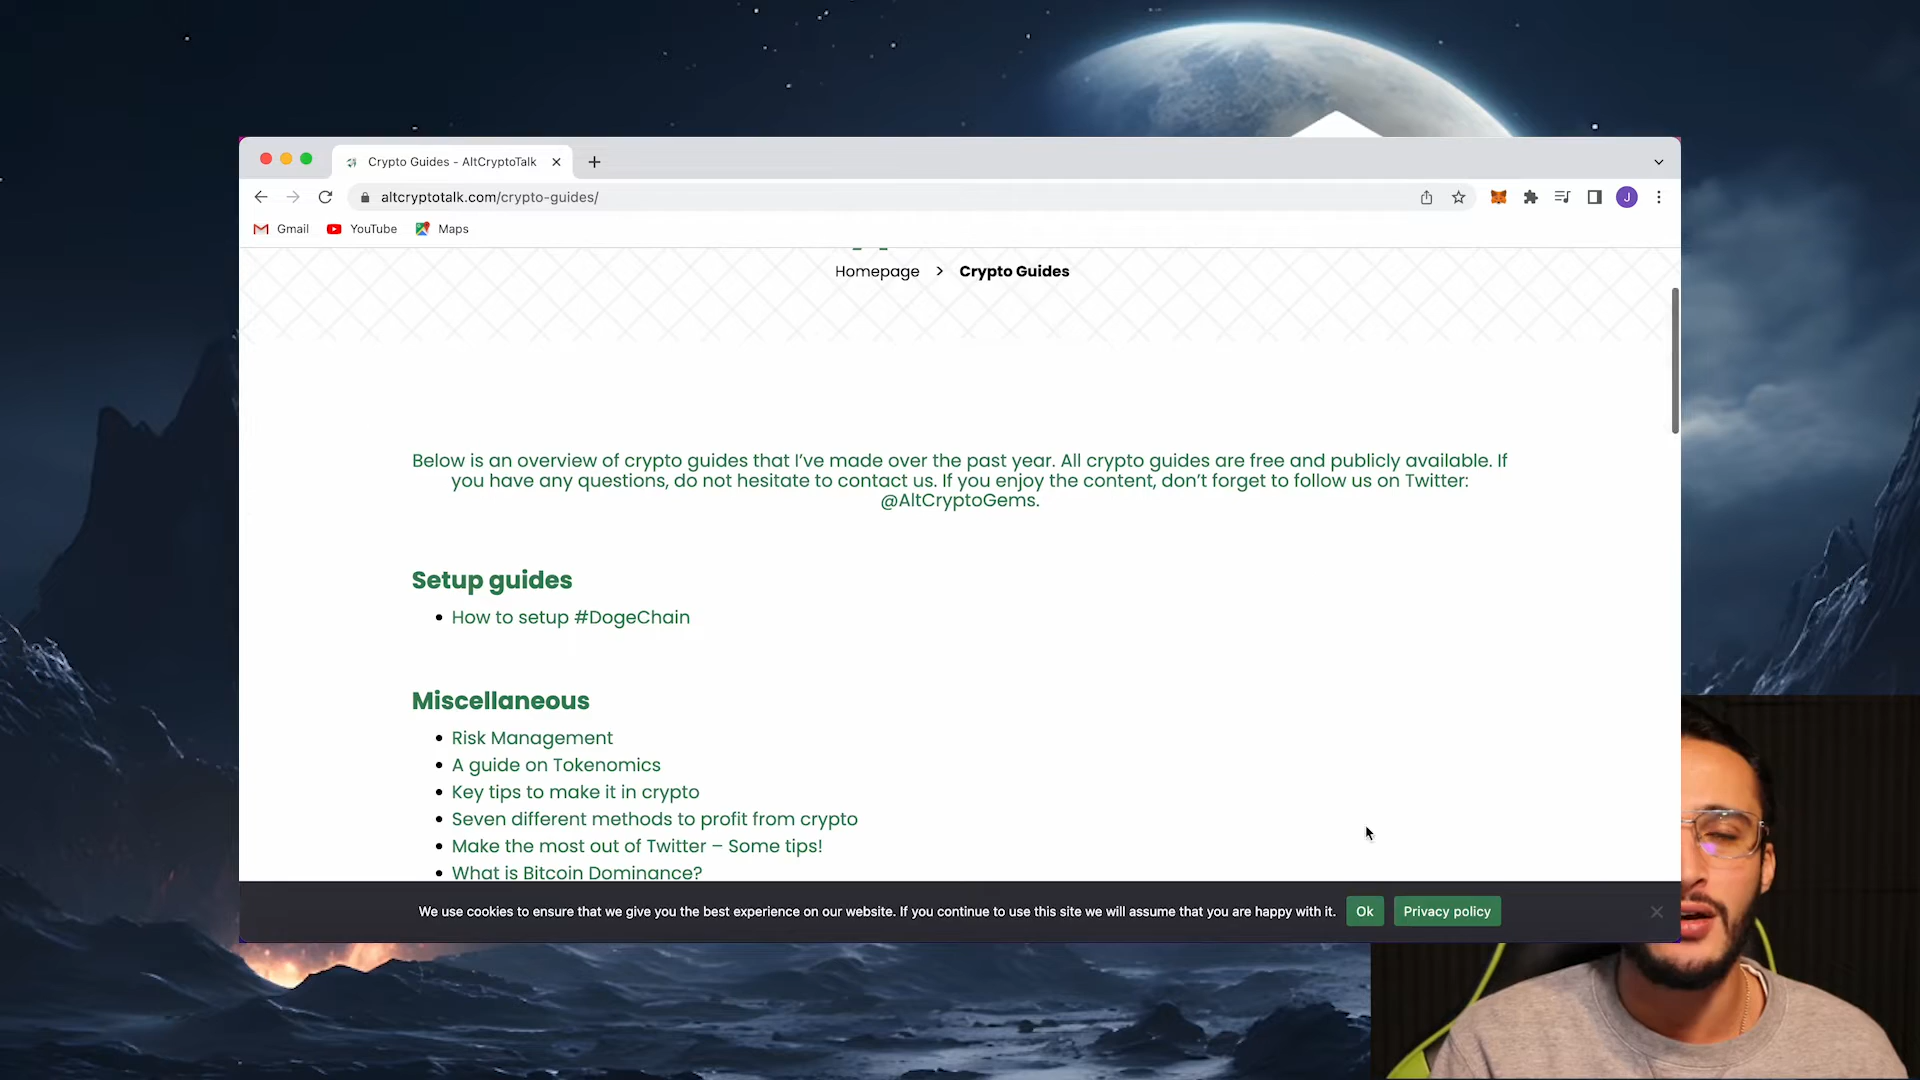 Crypto Guides - AltCryptoTalk
altcryptotalk.com/crypto-guides/
J
Gmail YouTube Maps
Homepage > Crypto Guides
Below is an overview of crypto guides that I've made over the past year. All crypto guides are free and publicly available. If
you have any questions, do not hesitate to contact us. If you enjoy the content, don't forget to follow us on Twitter:
@AltCryptoGems.
Setup guides
• How to setup #DogeChain
Miscellaneous
• Risk Management
• A guide on Tokenomics
• Key tips to make it in crypto
• Seven different methods to profit from crypto
• Make the most out of Twitter – Some tips!
• What is Bitcoin Dominance?
We use cookies to ensure that we give you the best experience on our website. If you continue to use this site we will assume that you are happy with it. Ok Privacy policy